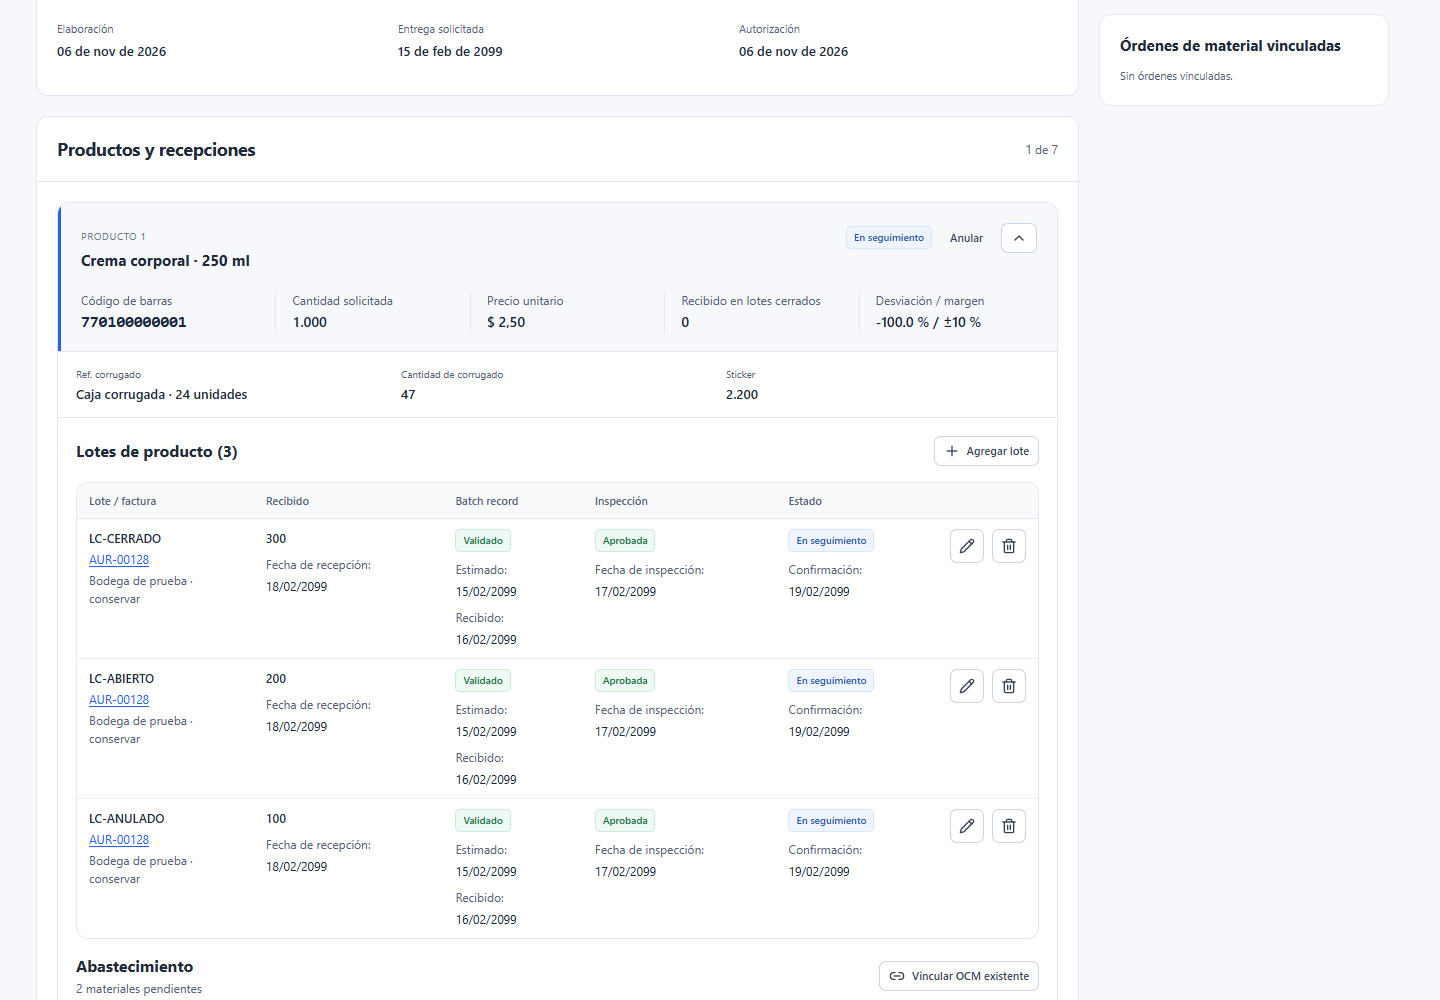 Elaboración
06 de nov de 2026
Entrega solicitada
15 de feb de 2099
Autorización
06 de nov de 2026
Órdenes de material vinculadas
Sin órdenes vinculadas.
Productos y recepciones
1 de 7
PRODUCTO 1
Crema corporal · 250 ml
En seguimiento
Anular
Código de barras
770100000001
Cantidad solicitada
1.000
Precio unitario
$ 2,50
Recibido en lotes cerrados
0
Desviación / margen
-100.0 % / ±10 %
Ref. corrugado
Caja corrugada · 24 unidades
Cantidad de corrugado
47
Sticker
2.200
Lotes de producto (3)
Agregar lote
Lote / factura
Recibido
Batch record
Inspección
Estado
LC-CERRADO
AUR-00128
Bodega de prueba ·
conservar
300
Fecha de recepción:
18/02/2099
Validado
Estimado:
15/02/2099
Recibido:
16/02/2099
Aprobada
Fecha de inspección:
17/02/2099
En seguimiento
Confirmación:
19/02/2099
LC-ABIERTO
AUR-00128
Bodega de prueba ·
conservar
200
Fecha de recepción:
18/02/2099
Validado
Estimado:
15/02/2099
Recibido:
16/02/2099
Aprobada
Fecha de inspección:
17/02/2099
En seguimiento
Confirmación:
19/02/2099
LC-ANULADO
AUR-00128
Bodega de prueba ·
conservar
100
Fecha de recepción:
18/02/2099
Validado
Estimado:
15/02/2099
Recibido:
16/02/2099
Aprobada
Fecha de inspección:
17/02/2099
En seguimiento
Confirmación:
19/02/2099
Abastecimiento
2 materiales pendientes
Vincular OCM existente